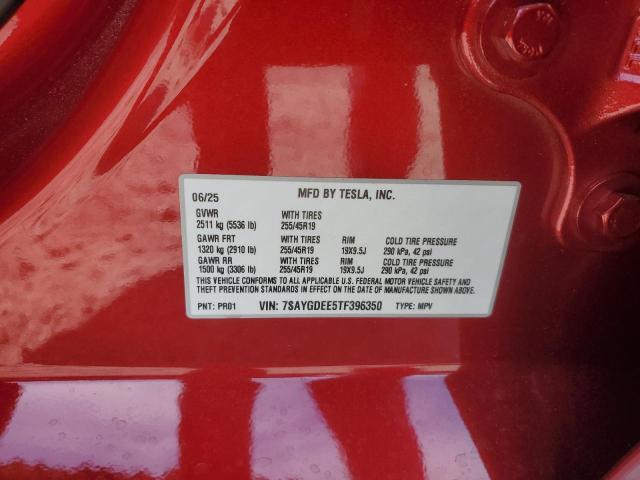 06/25 MFD BY TESLA, INC.
GVWR WITH TIRES
2511 kg (5536 lb) 255/45R19
GAWR FRT WITH TIRES RIM COLD TIRE PRESSURE
1320 kg (2910 lb) 255/45R19 19X9.5J 290 kPa, 42 psi
GAWR RR WITH TIRES RIM COLD TIRE PRESSURE
1500 kg (3306 lb) 255/45R19 19X9.5J 290 kPa, 42 psi
THIS VEHICLE CONFORMS TO ALL APPLICABLE U.S. FEDERAL MOTOR VEHICLE SAFETY AND
THEFT PREVENTION STANDARDS IN EFFECT ON THE DATE OF MANUFACTURE SHOWN ABOVE.
PNT: PR01 VIN: 7SAYGDEE5TF396350 TYPE: MPV